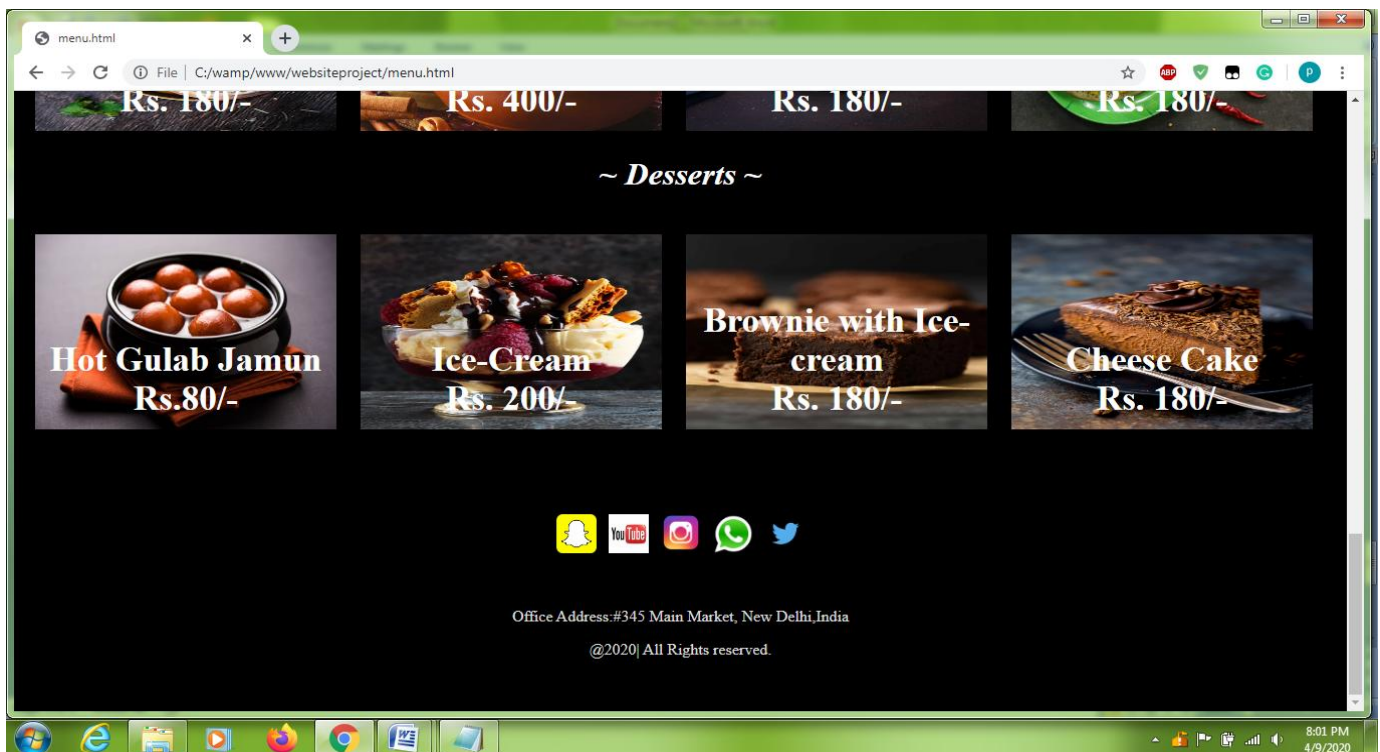 menu.html
File
C:/wamp/www/websiteproject/menu.html
ABP
G
P
Rs. 180/-
Rs. 400/-
Rs. 180/-
Rs. 180/-
~ Desserts ~
Hot Gulab Jamun
Rs.80/-
Ice-Cream
Rs. 200/-
Brownie with Ice-
cream
Rs. 180/-
Cheese Cake
Rs. 180/-
You Tube
Office Address:#345 Main Market, New Delhi,India
@2020| All Rights reserved.
8:01 PM
4/9/2020